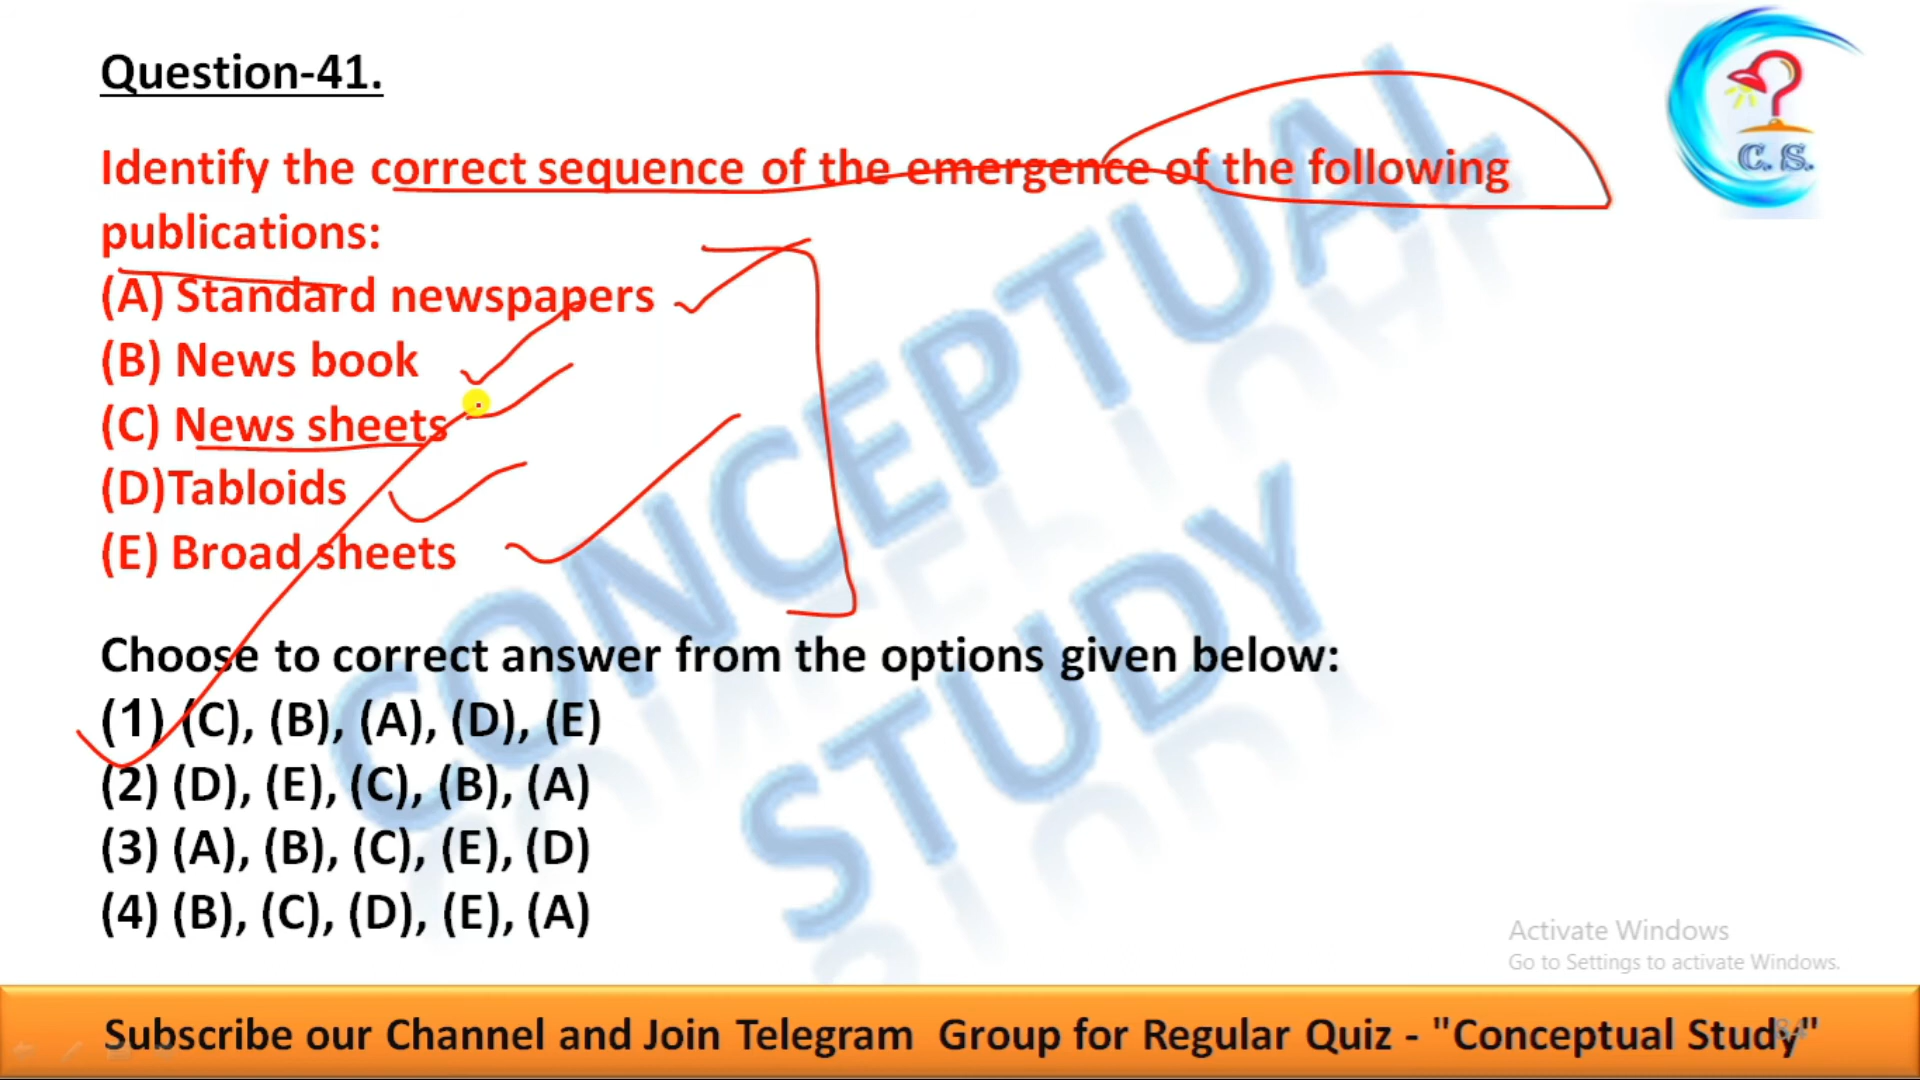 Question-41.
C. S.
Identify the correct sequence of the emergence of the following
publications:
(A) Standard newspapers
(B) News book
(C) News sheets
(D)Tabloids
(E) Broad sheets
CONCEPTUAL
STUDY
Choose to correct answer from the options given below:
(1) (C), (B), (A), (D), (E)
(2) (D), (E), (C), (B), (A)
(3) (A), (B), (C), (E), (D)
(4) (B), (C), (D), (E), (A)
Activate Windows
Go to Settings to activate Windows.
Subscribe our Channel and Join Telegram Group for Regular Quiz - "Conceptual Study"